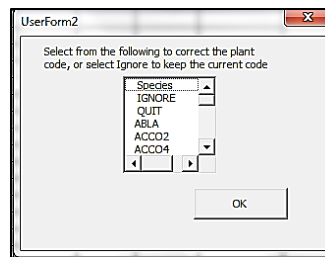 UserForm2
Select from the following to correct the plant
code, or select Ignore to keep the current code
Species
IGNORE
QUIT
ABLA
ACCO2
ACCO4
OK